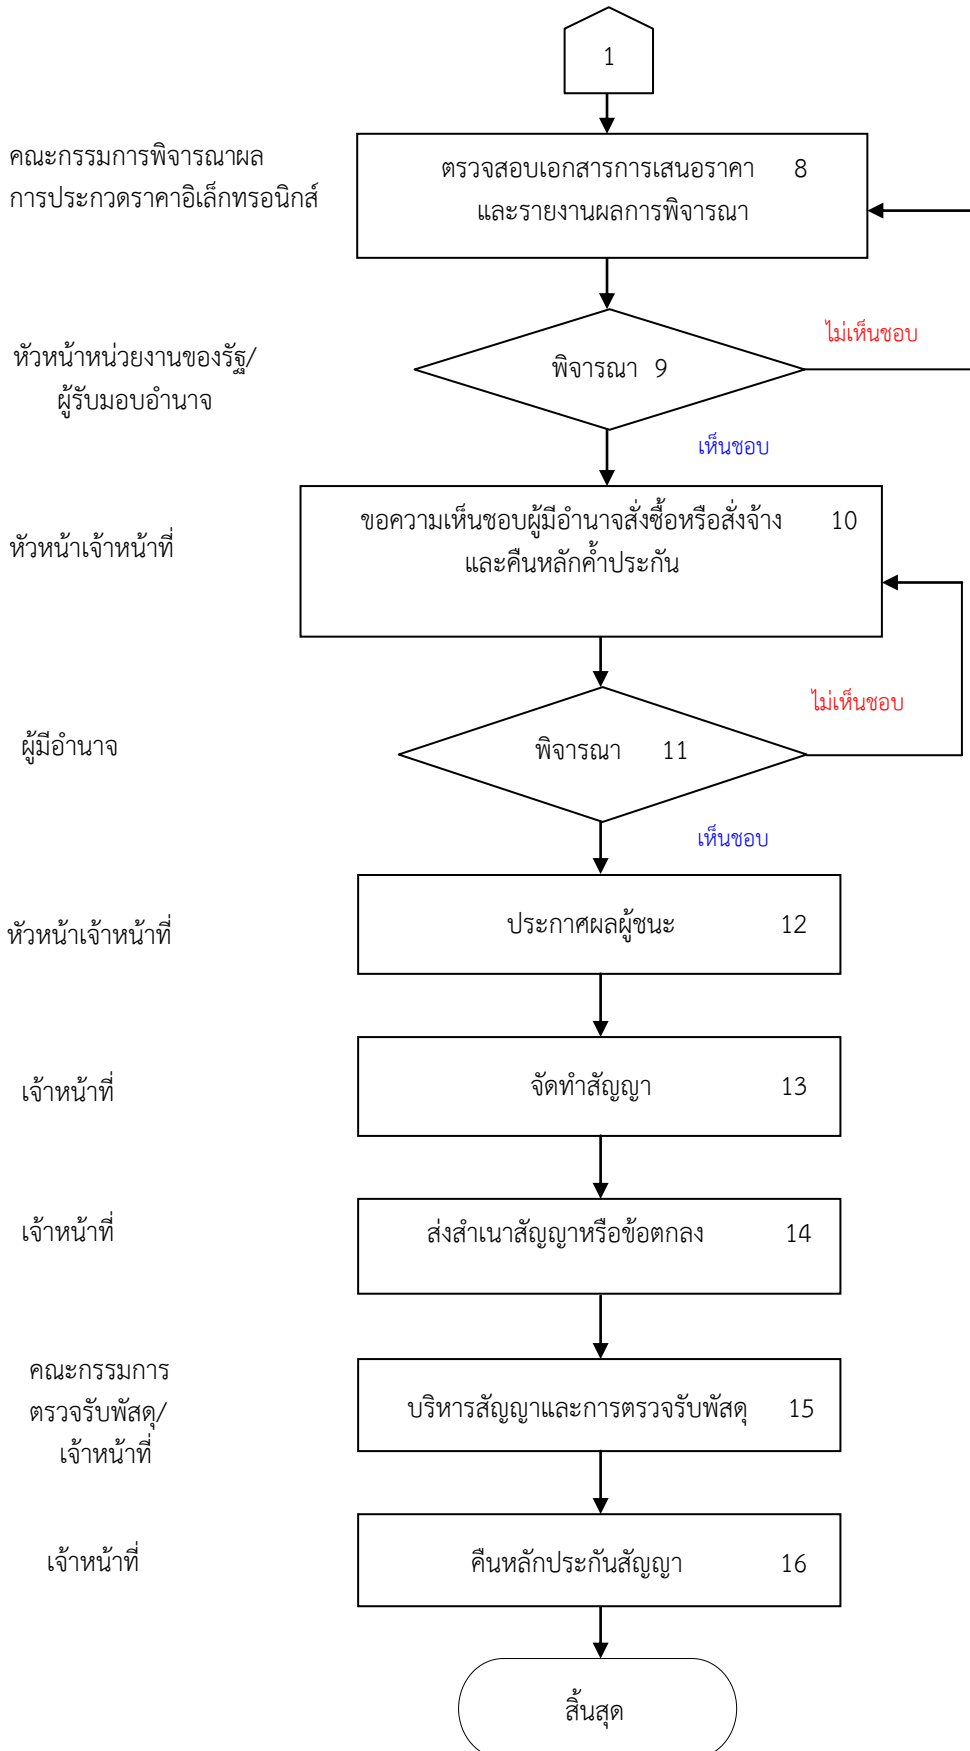 1
คณะกรรมการพิจารณาผล
การประกวดราคาอิเล็กทรอนิกส์
ตรวจสอบเอกสารการเสนอราคา 8
และรายงานผลการพิจารณา
หัวหน้าหน่วยงานของรัฐ/
ผู้รับมอบอำนาจ
พิจารณา 9
ไม่เห็นชอบ
เห็นชอบ
หัวหน้าเจ้าหน้าที่
ขอความเห็นชอบผู้มีอำนาจสั่งซื้อหรือสั่งจ้าง 10
และคืนหลักค้ำประกัน
ผู้มีอำนาจ
พิจารณา 11
ไม่เห็นชอบ
เห็นชอบ
หัวหน้าเจ้าหน้าที่
ประกาศผลผู้ชนะ 12
เจ้าหน้าที่
จัดทำสัญญา 13
เจ้าหน้าที่
ส่งสำเนาสัญญาหรือข้อตกลง 14
คณะกรรมการ
ตรวจรับพัสดุ/
เจ้าหน้าที่
บริหารสัญญาและการตรวจรับพัสดุ 15
เจ้าหน้าที่
คืนหลักประกันสัญญา 16
สิ้นสุด